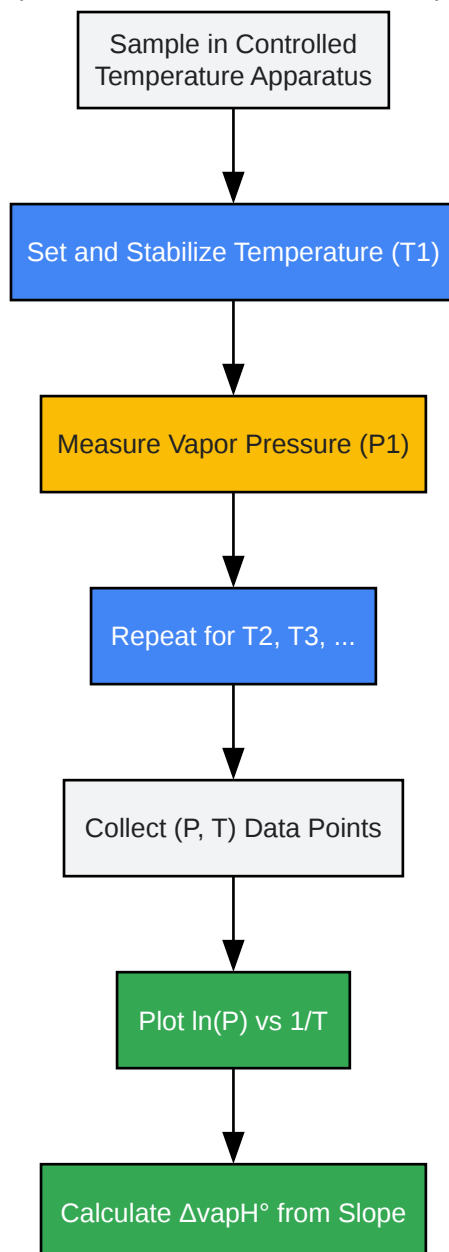 Sample in Controlled
Temperature Apparatus
Set and Stabilize Temperature (T1)
Measure Vapor Pressure (P1)
Repeat for T2, T3, ...
Collect (P, T) Data Points
Plot ln(P) vs 1/T
Calculate ΔvapH° from Slope